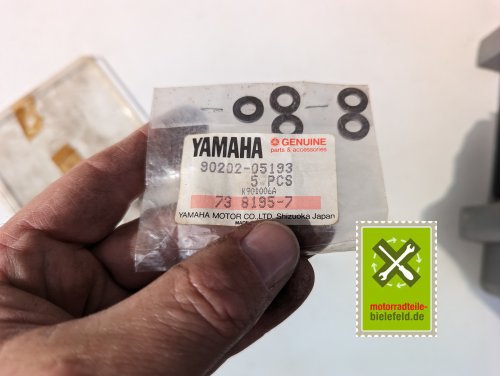 YAMAHA
GENUINE
parts & accessories
90202-05193
5 PCS
K901006A
73 8195-7
YAMAHA MOTOR CO.,LTD. Shizuoka Japan
motorradteile-
bielefeld.de